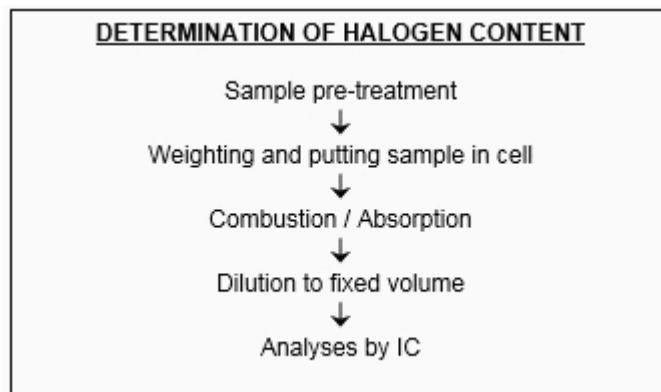 DETERMINATION OF HALOGEN CONTENT
Sample pre-treatment
↓
Weighting and putting sample in cell
↓
Combustion / Absorption
↓
Dilution to fixed volume
↓
Analyses by IC